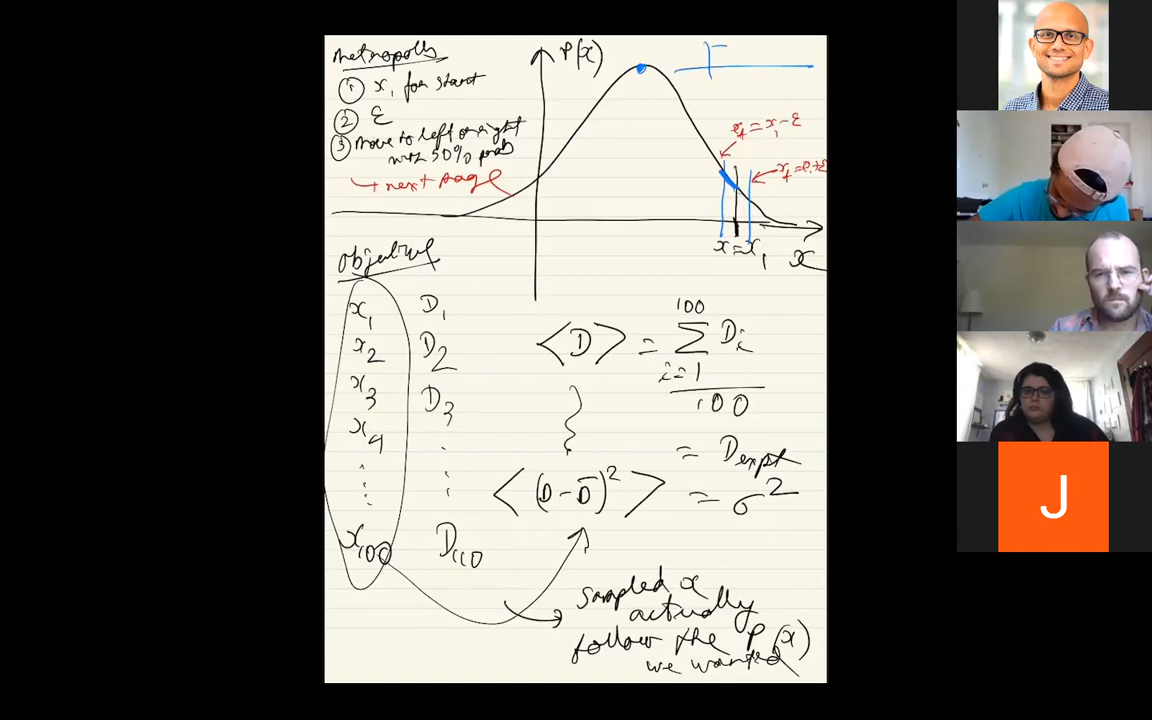 Metropolis
① x₁ for start
② ε
③ Move to left or right
with 50% prob
↳ next page
P(x)
x_t = x₁ - ε
x = x₁
x
Objective
x₁ D₁
x₂ D₂
x₃ D₃
x₄ .
⋮ ⋮
x₁₀₀
<D> = 100 ∑ i=1 Dᵢ
100
= Dexpt
<(D - D̄)²> = σ²
Sampled x
actually
follow the P(x)
we wanted
J